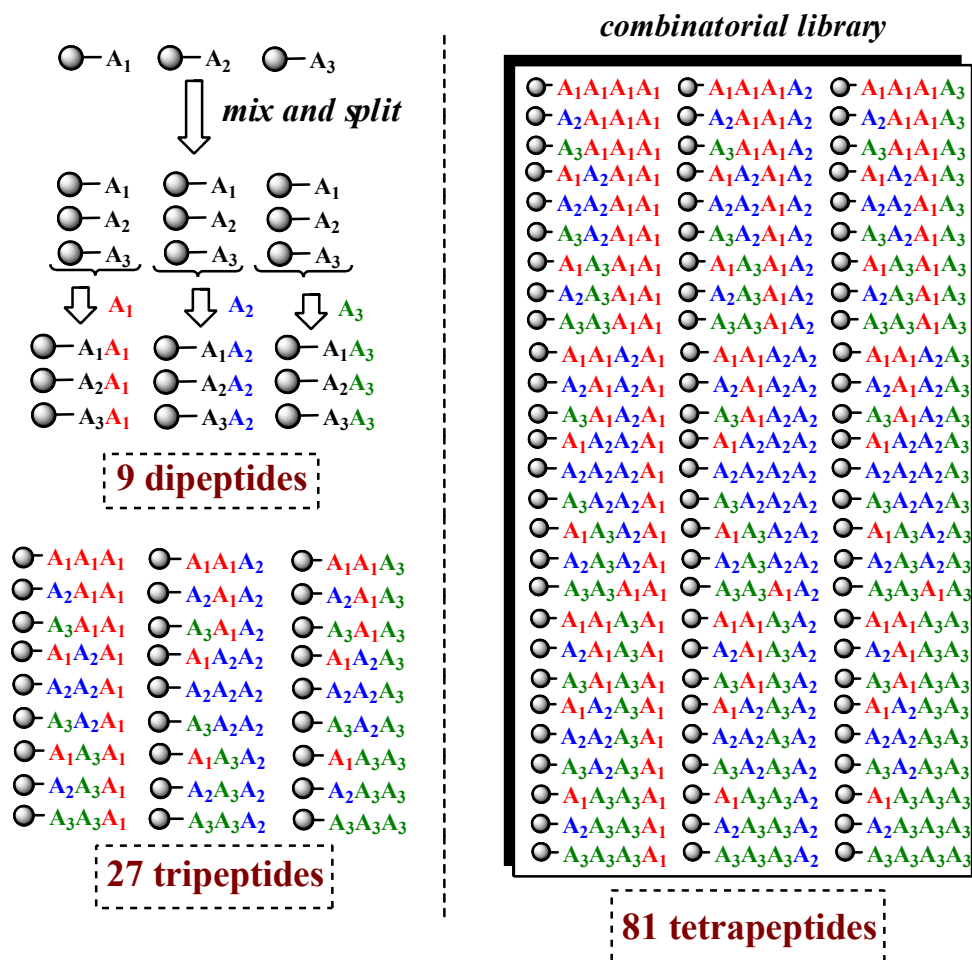 A₁ A₂ A₃
mix and split
A₁ A₁ A₁
A₂ A₂ A₂
A₃ A₃ A₃
A₁ A₂ A₃
A₁A₁ A₁A₂ A₁A₃
A₂A₁ A₂A₂ A₂A₃
A₃A₁ A₃A₂ A₃A₃
9 dipeptides
A₁A₁A₁ A₁A₁A₂ A₁A₁A₃
A₂A₁A₁ A₂A₁A₂ A₂A₁A₃
A₃A₁A₁ A₃A₁A₂ A₃A₁A₃
A₁A₂A₁ A₁A₂A₂ A₁A₂A₃
A₂A₂A₁ A₂A₂A₂ A₂A₂A₃
A₃A₂A₁ A₃A₂A₂ A₃A₂A₃
A₁A₃A₁ A₁A₃A₂ A₁A₃A₃
A₂A₃A₁ A₂A₃A₂ A₂A₃A₃
A₃A₃A₁ A₃A₃A₂ A₃A₃A₃
27 tripeptides
combinatorial library
A₁A₁A₁A₁ A₁A₁A₁A₂ A₁A₁A₁A₃
A₂A₁A₁A₁ A₂A₁A₁A₂ A₂A₁A₁A₃
A₃A₁A₁A₁ A₃A₁A₁A₂ A₃A₁A₁A₃
A₁A₂A₁A₁ A₁A₂A₁A₂ A₁A₂A₁A₃
A₂A₂A₁A₁ A₂A₂A₁A₂ A₂A₂A₁A₃
A₃A₂A₁A₁ A₃A₂A₁A₂ A₃A₂A₁A₃
A₁A₃A₁A₁ A₁A₃A₁A₂ A₁A₃A₁A₃
A₂A₃A₁A₁ A₂A₃A₁A₂ A₂A₃A₁A₃
A₃A₃A₁A₁ A₃A₃A₁A₂ A₃A₃A₁A₃
A₁A₁A₂A₁ A₁A₁A₂A₂ A₁A₁A₂A₃
A₂A₁A₂A₁ A₂A₁A₂A₂ A₂A₁A₂A₃
A₃A₁A₂A₁ A₃A₁A₂A₂ A₃A₁A₂A₃
A₁A₂A₂A₁ A₁A₂A₂A₂ A₁A₂A₂A₃
A₂A₂A₂A₁ A₂A₂A₂A₂ A₂A₂A₂A₃
A₃A₂A₂A₁ A₃A₂A₂A₂ A₃A₂A₂A₃
A₁A₃A₂A₁ A₁A₃A₂A₂ A₁A₃A₂A₃
A₂A₃A₂A₁ A₂A₃A₂A₂ A₂A₃A₂A₃
A₃A₃A₁A₁ A₃A₃A₁A₂ A₃A₃A₁A₃
A₁A₁A₃A₁ A₁A₁A₃A₂ A₁A₁A₃A₃
A₂A₁A₃A₁ A₂A₁A₃A₂ A₂A₁A₃A₃
A₃A₁A₃A₁ A₃A₁A₃A₂ A₃A₁A₃A₃
A₁A₂A₃A₁ A₁A₂A₃A₂ A₁A₂A₃A₃
A₂A₂A₃A₁ A₂A₂A₃A₂ A₂A₂A₃A₃
A₃A₂A₃A₁ A₃A₂A₃A₂ A₃A₂A₃A₃
A₁A₃A₃A₁ A₁A₃A₃A₂ A₁A₃A₃A₃
A₂A₃A₃A₁ A₂A₃A₃A₂ A₂A₃A₃A₃
A₃A₃A₃A₁ A₃A₃A₃A₂ A₃A₃A₃A₃
81 tetrapeptides